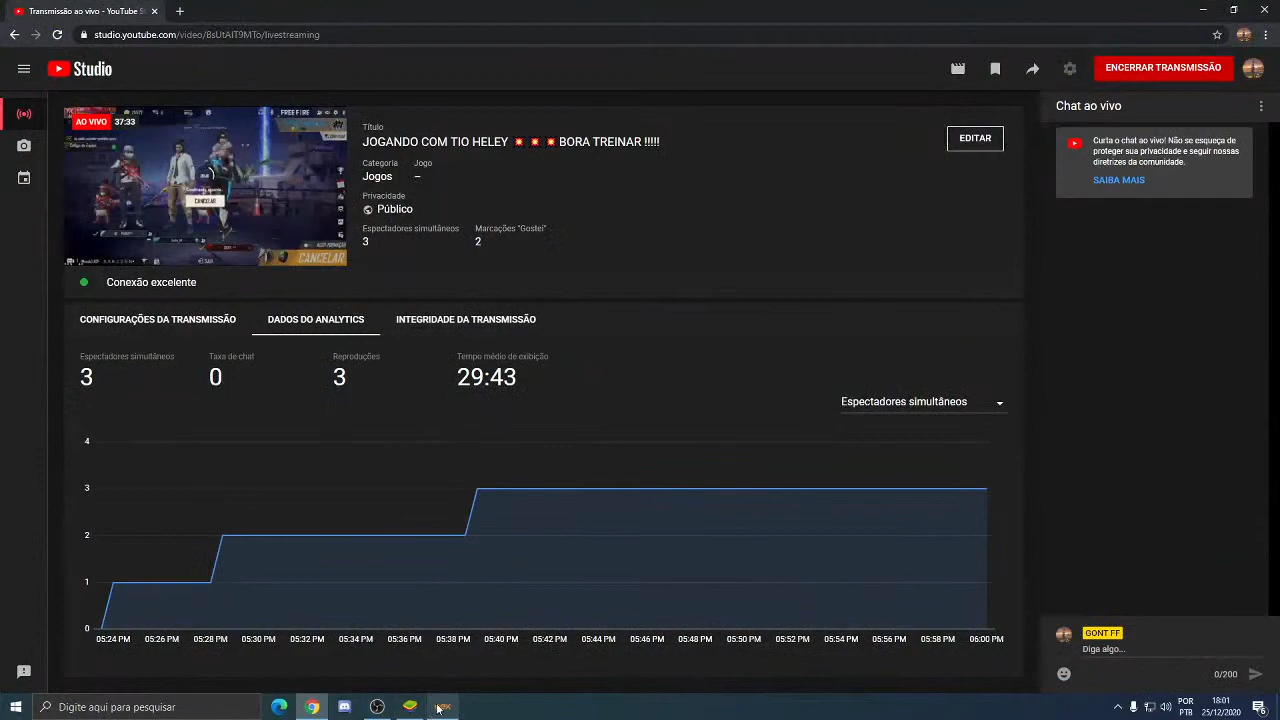 Transmissão ao vivo - YouTube S
studio.youtube.com/video/8sUtAIT9MTo/livestreaming
Studio
ENCERRAR TRANSMISSÃO
AO VIVO 37:33
FREE FIRE
CANCELAR
CANCELAR
Título
JOGANDO COM TIO HELEY 💥 💥 💥 BORA TREINAR !!!!!
EDITAR
Categoria Jogo
Jogos –
Privacidade
Público
Espectadores simultâneos Marcações "Gostei"
3 2
Conexão excelente
CONFIGURAÇÕES DA TRANSMISSÃO DADOS DO ANALYTICS INTEGRIDADE DA TRANSMISSÃO
Espectadores simultâneos Taxa de chat Reproduções Tempo médio de exibição
3 0 3 29:43
Espectadores simultâneos
4
3
2
1
0
05:24 PM 05:26 PM 05:28 PM 05:30 PM 05:32 PM 05:34 PM 05:36 PM 05:38 PM 05:40 PM 05:42 PM 05:44 PM 05:46 PM 05:48 PM 05:50 PM 05:52 PM 05:54 PM 05:56 PM 05:58 PM 06:00 PM
Chat ao vivo
Curta o chat ao vivo! Não se esqueça de
proteger sua privacidade e seguir nossas
diretrizes da comunidade.
SAIBA MAIS
GONT FF
Diga algo...
0/200
Digite aqui para pesquisar
POR
PTB
18:01
25/12/2020